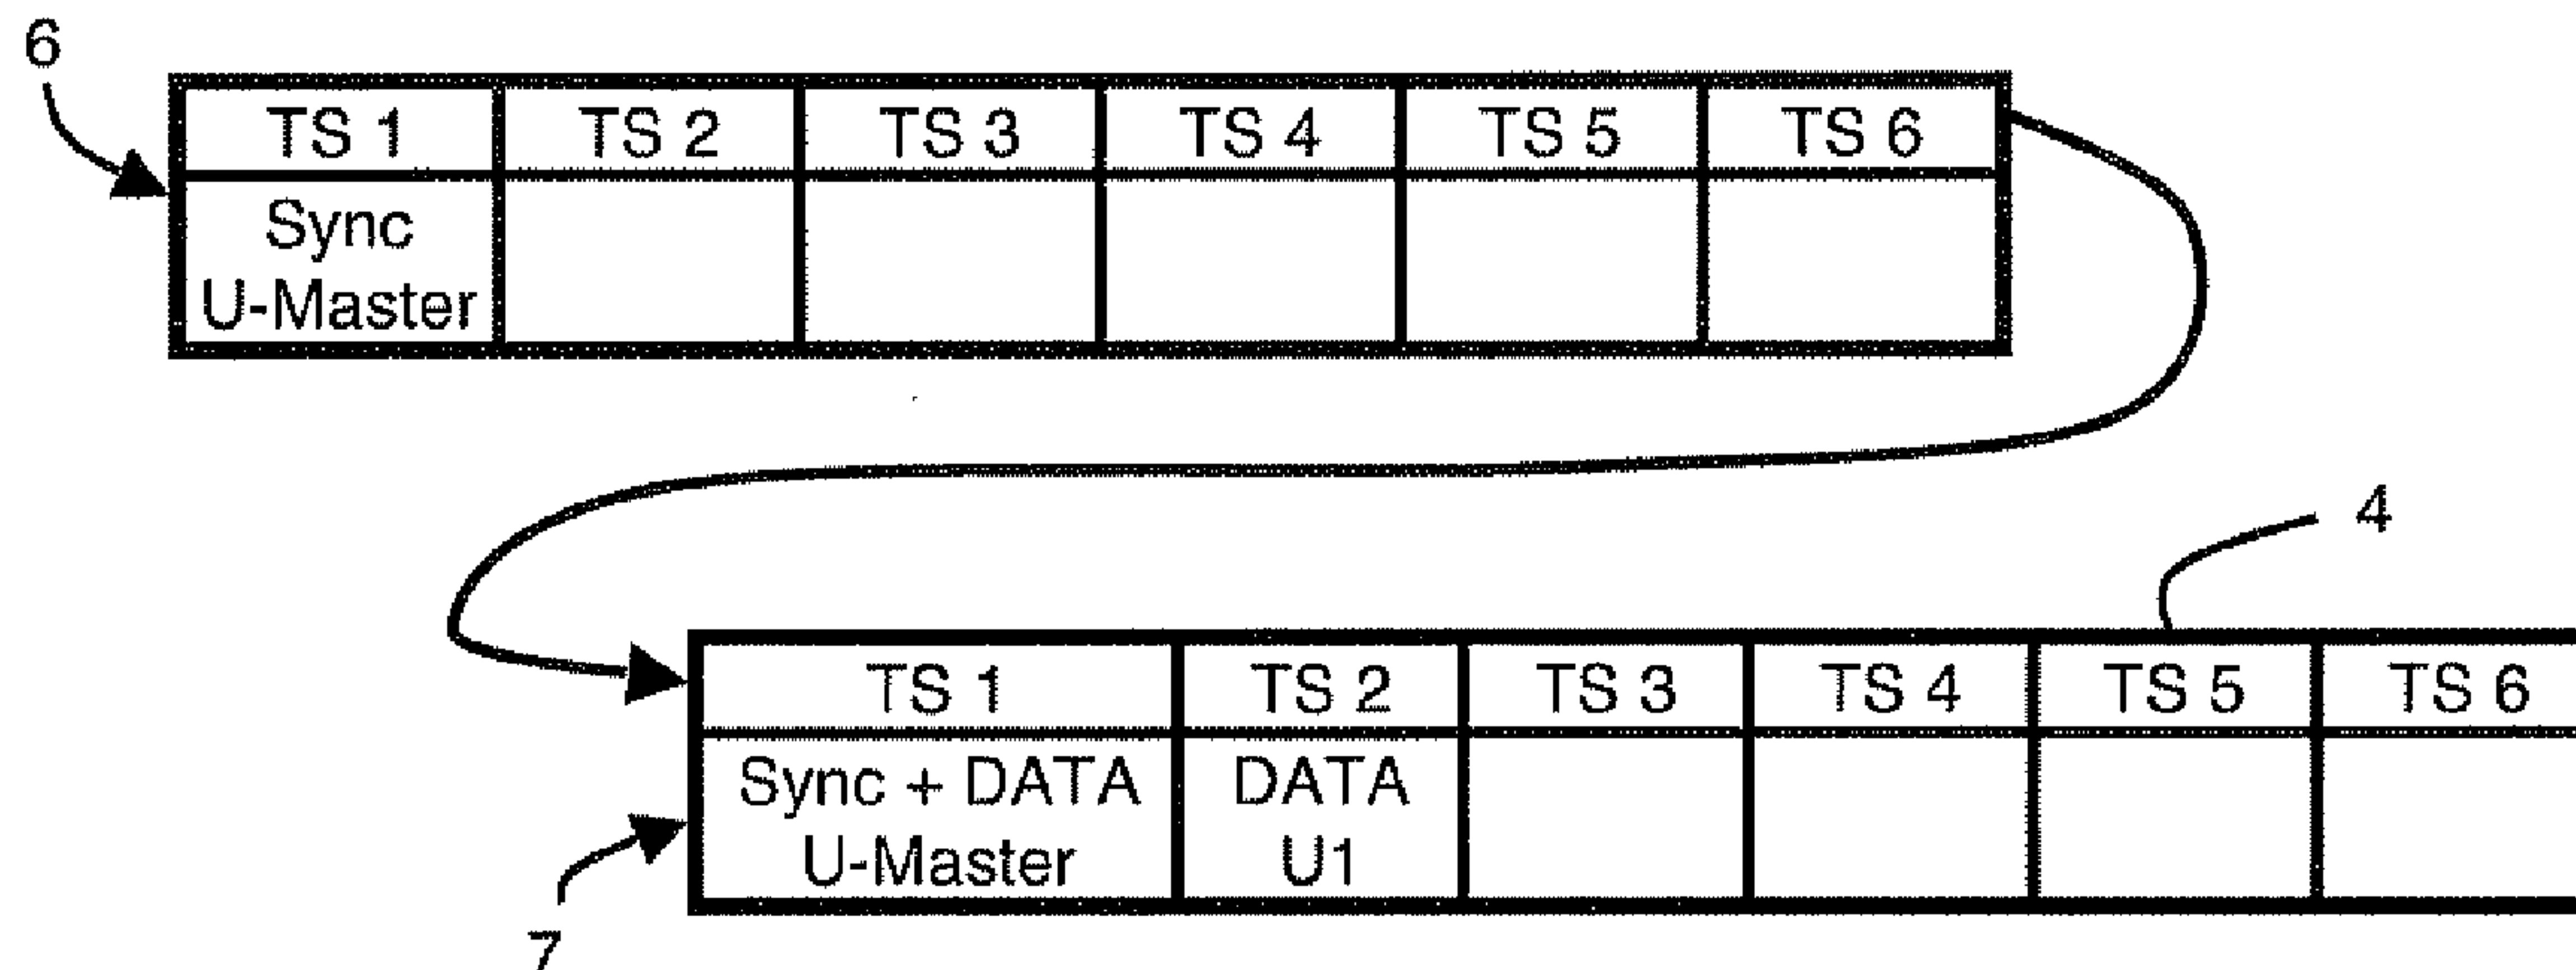 6
TS 1 TS 2 TS 3 TS 4 TS 5 TS 6
Sync
U-Master
4
TS 1 TS 2 TS 3 TS 4 TS 5 TS 6
Sync + DATA DATA
U-Master U1
7